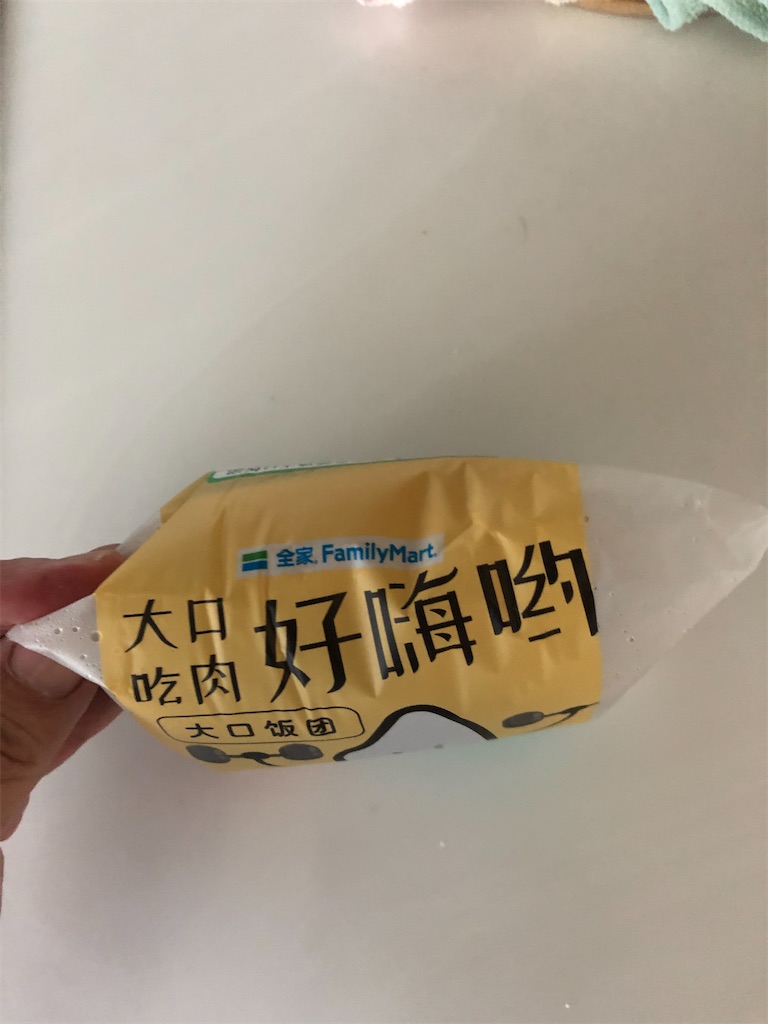 全家 FamilyMart
大口
吃肉
好嗨哟
大口饭团